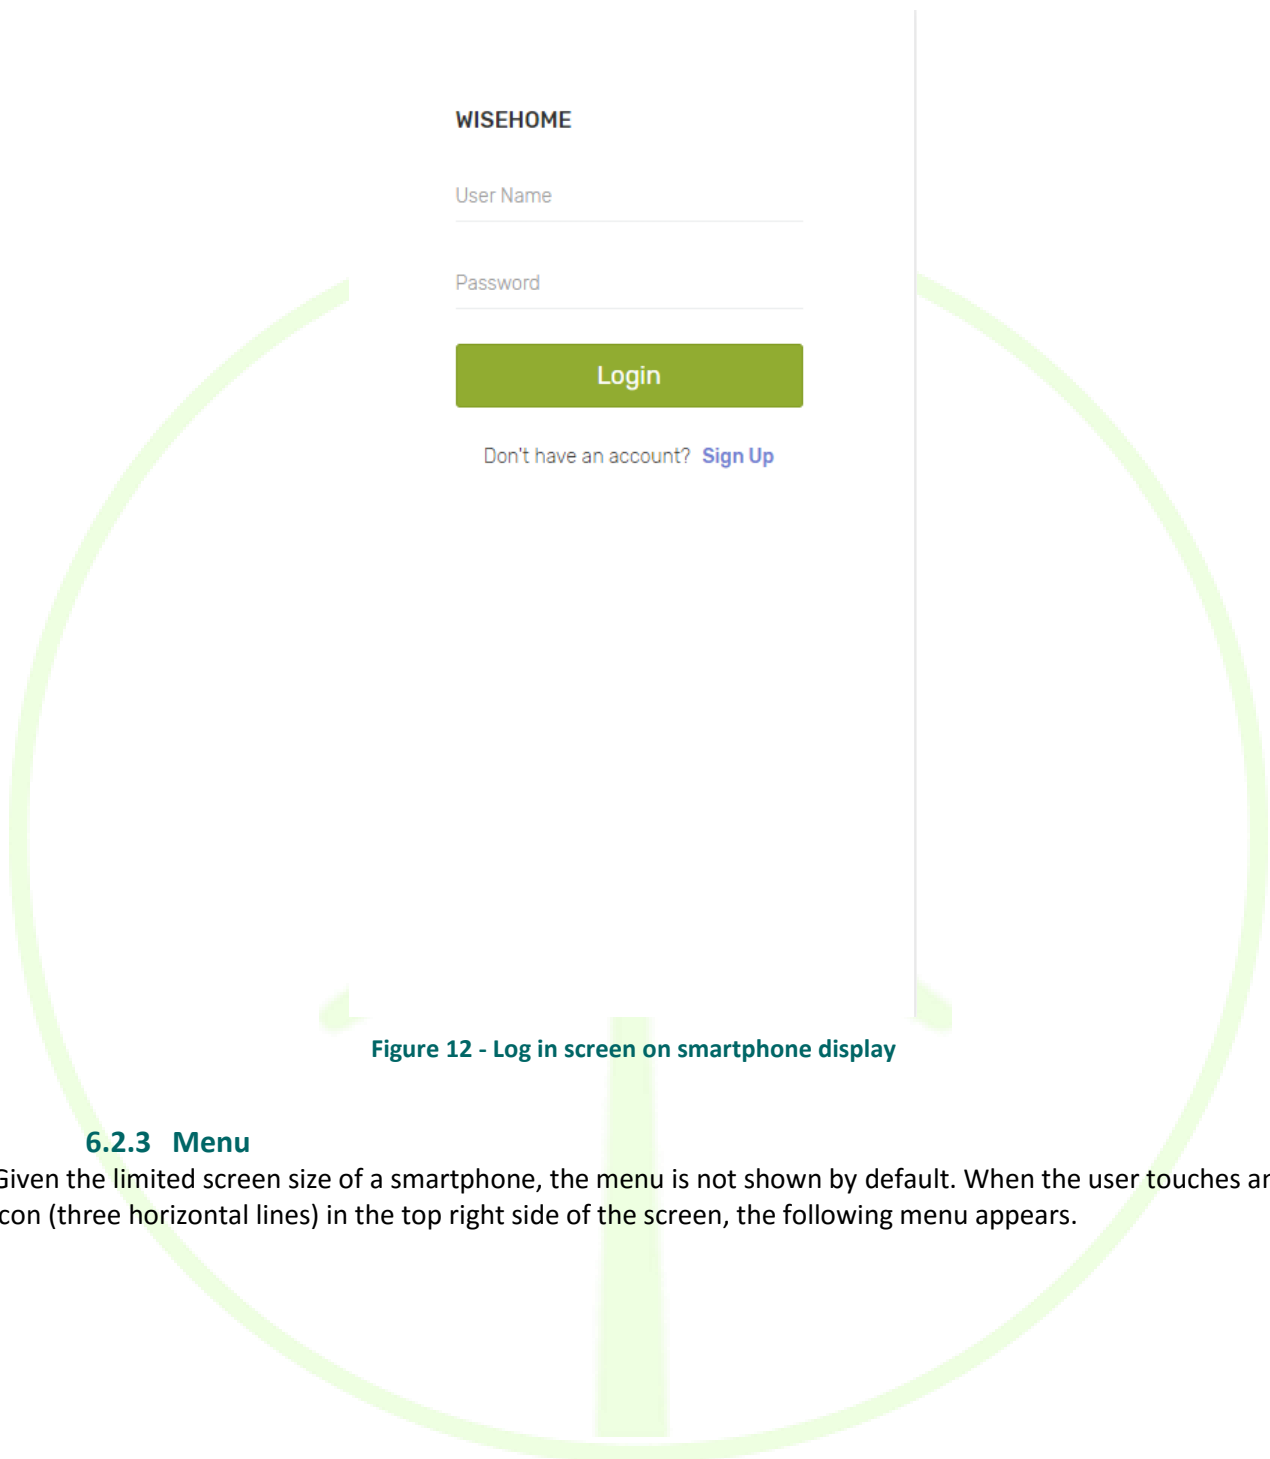 WISEHOME
User Name
Password
Login
Don't have an account? Sign Up
Figure 12 - Log in screen on smartphone display
6.2.3 Menu
Given the limited screen size of a smartphone, the menu is not shown by default. When the user touches an
icon (three horizontal lines) in the top right side of the screen, the following menu appears.